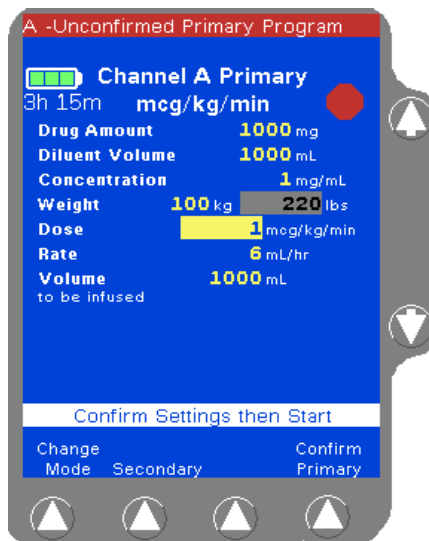 A -Unconfirmed Primary Program
Channel A Primary
3h 15m mcg/kg/min
Drug Amount 1000 mg
Diluent Volume 1000 mL
Concentration 1 mg/mL
Weight 100 kg 220 lbs
Dose 1 mcg/kg/min
Rate 6 mL/hr
Volume 1000 mL
to be infused
Confirm Settings then Start
Change Confirm
Mode Secondary Primary